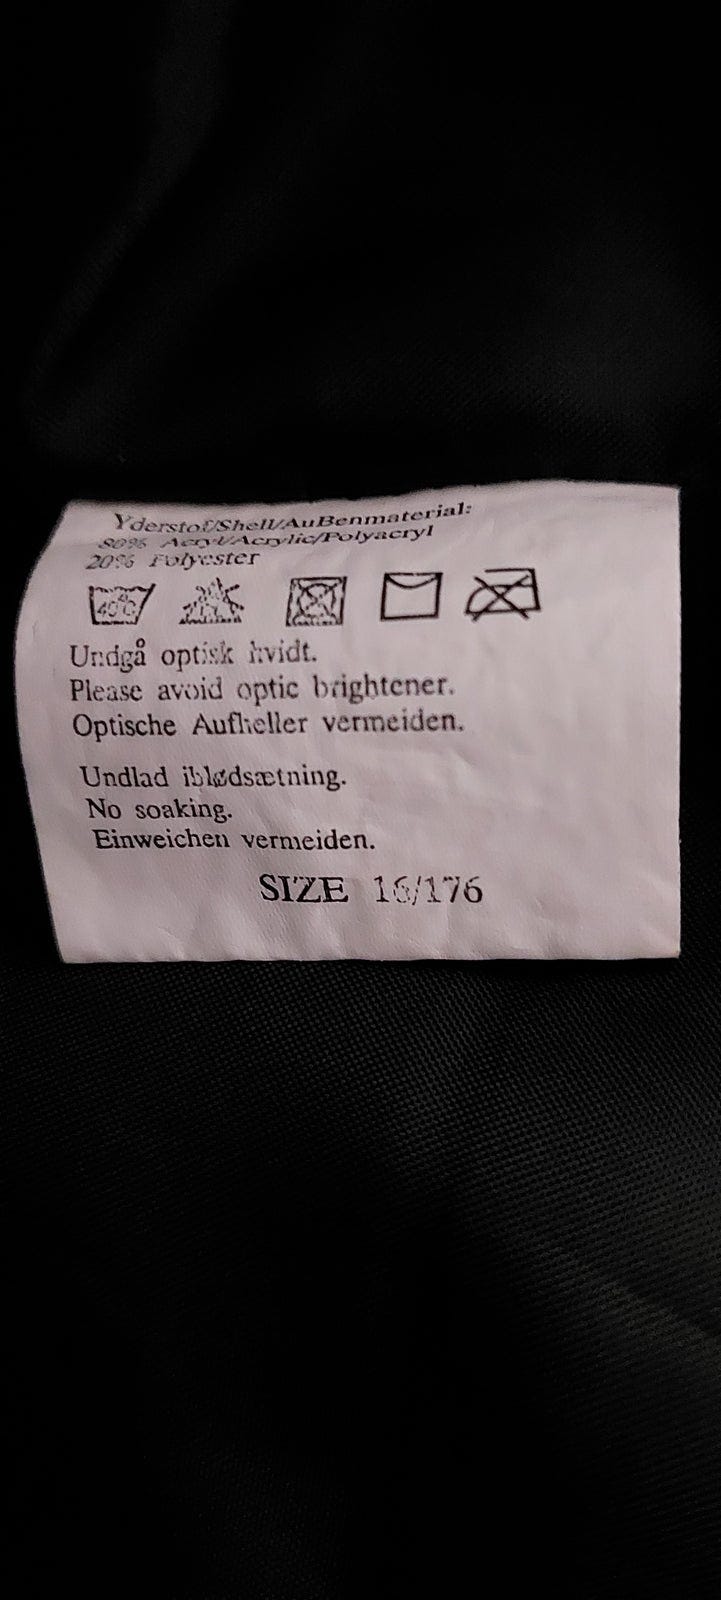 Yderstof/Shell/AuBenmaterial:
80% Acryl/Acrylic/Polyacryl
20% Polyester
40°C
Undgå optisk hvidt.
Please avoid optic brightener.
Optische Aufheller vermeiden.
Undlad iblødsætning.
No soaking.
Einweichen vermeiden.
SIZE 16/176